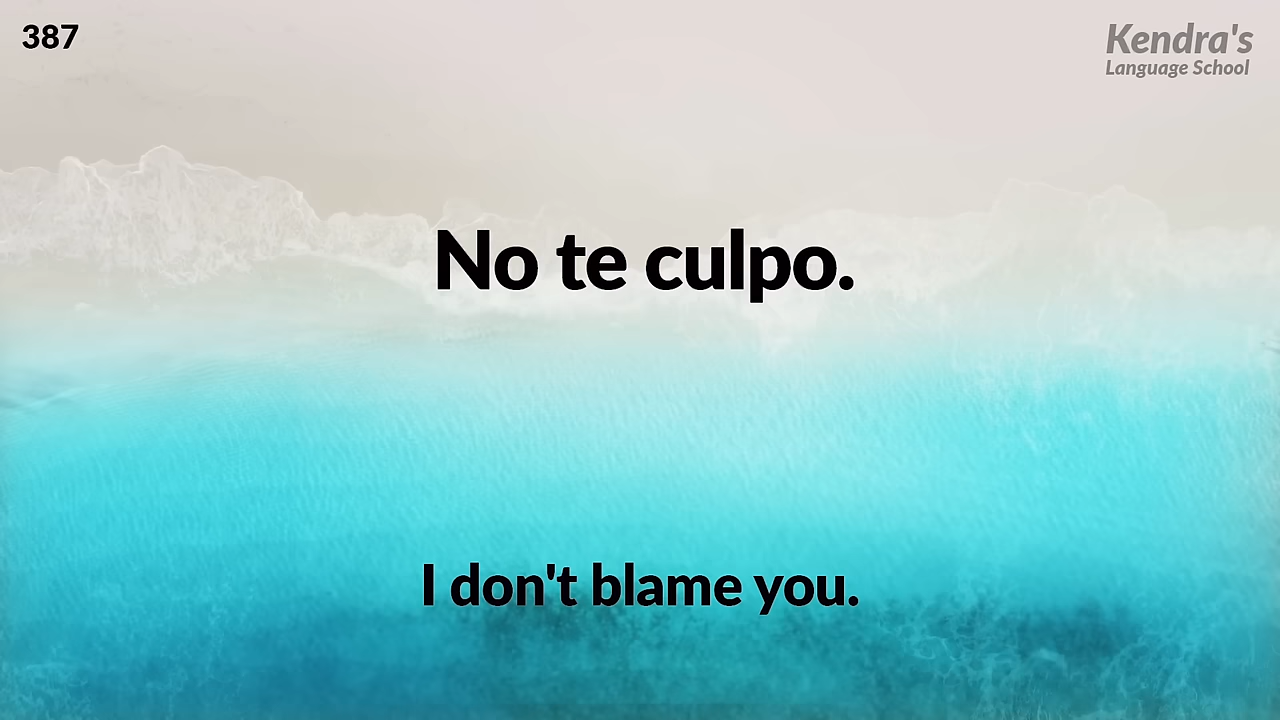 387
Kendra's
Language School
No te culpo.
I don't blame you.